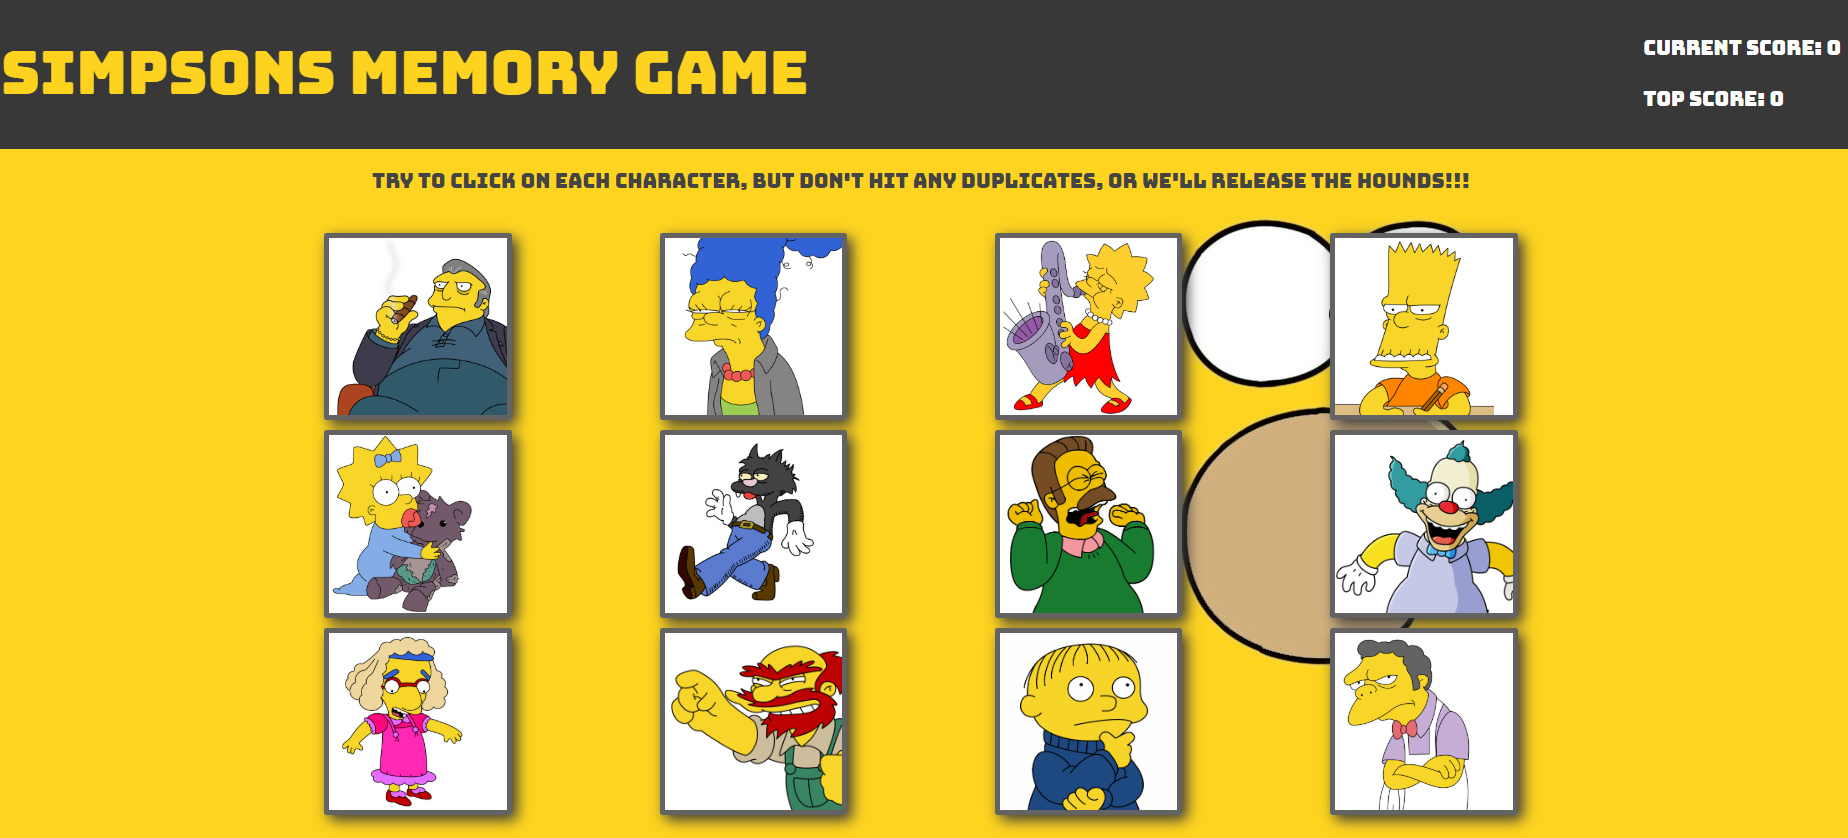 SIMPSONS MEMORY GAME
CURRENT SCORE: 0
TOP SCORE: 0
TRY TO CLICK ON EACH CHARACTER, BUT DON'T HIT ANY DUPLICATES, OR WE'LL RELEASE THE HOUNDS!!!